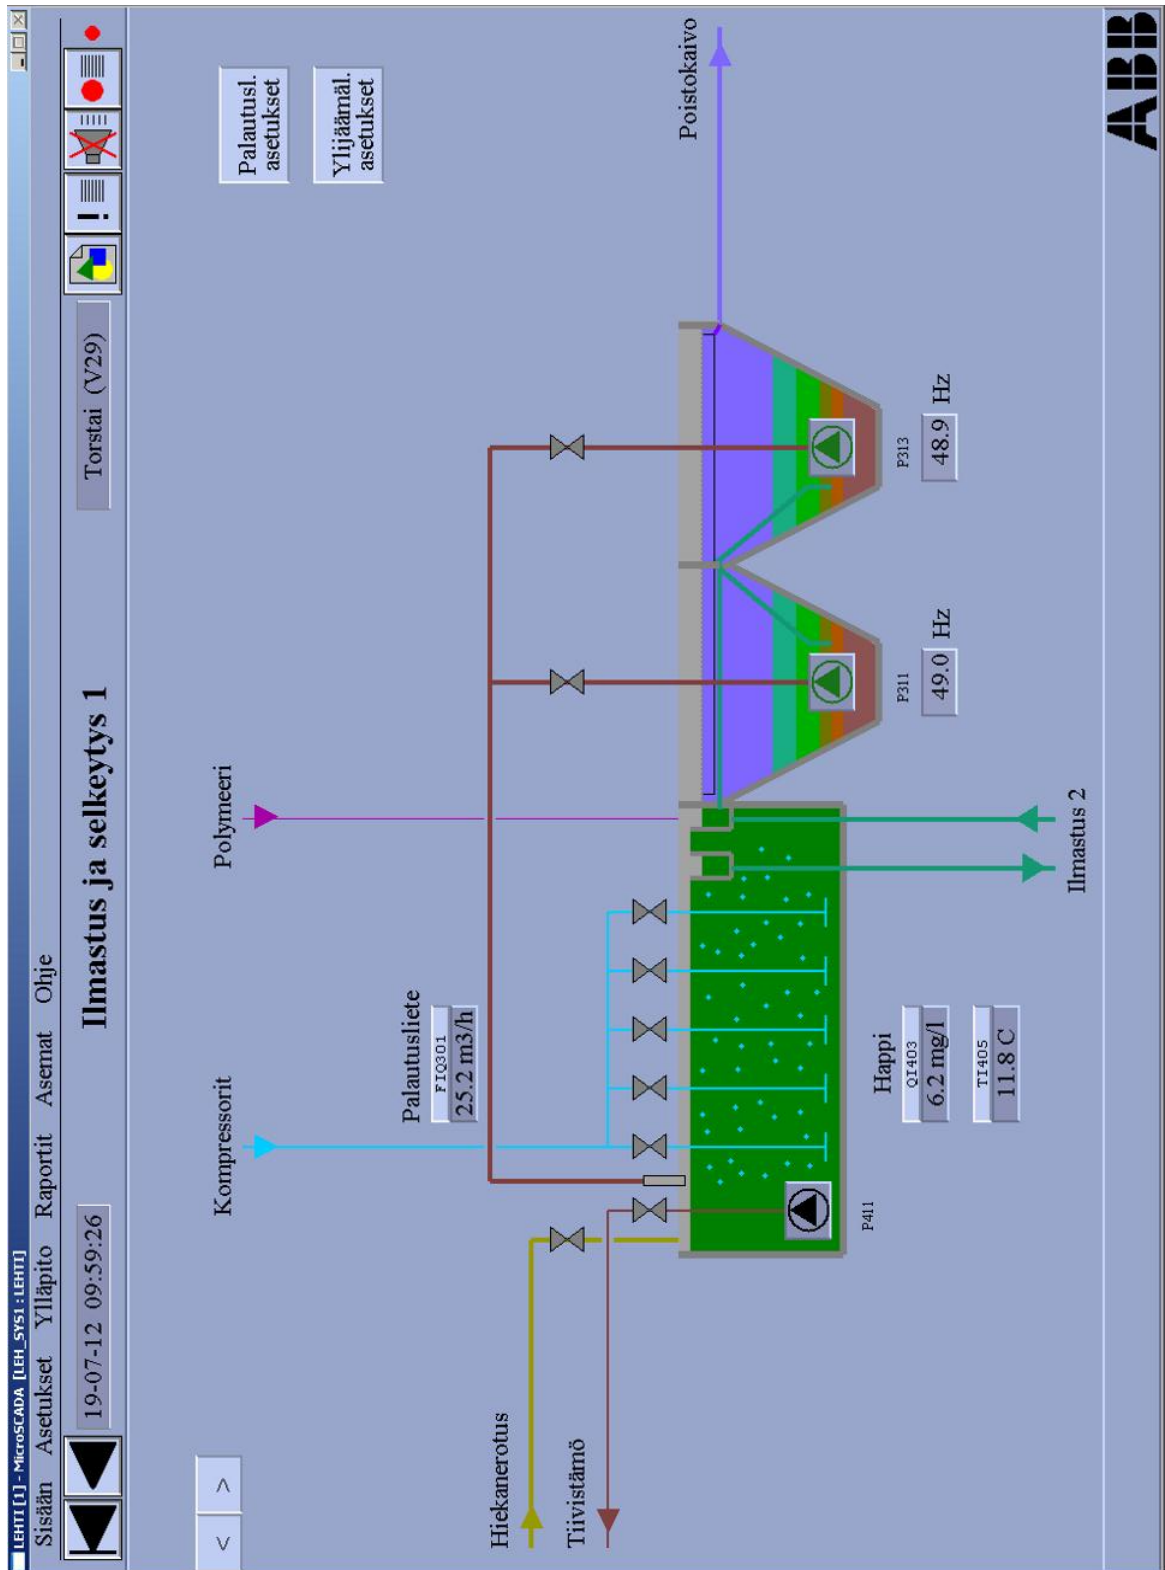 LEHTI [1] - MicroSCADA [LEH_SYS1 : LEHTI]
Sisään Asetukset Ylläpito Raportit Asemat Ohje
19-07-12 09:59:26
Ilmastus ja selkeytys 1
Torstai (V29)
< >
Palautusl.
asetukset
Ylijäämäl.
asetukset
Kompressorit
Polymeeri
Palautusliete
FIQ301
25.2 m3/h
Hiekanerotus
Tiivistämö
Poistokaivo
P411
P311
49.0 Hz
P313
48.9 Hz
Happi
QI403
6.2 mg/l
TI405
11.8 C
Ilmastus 2
ABB